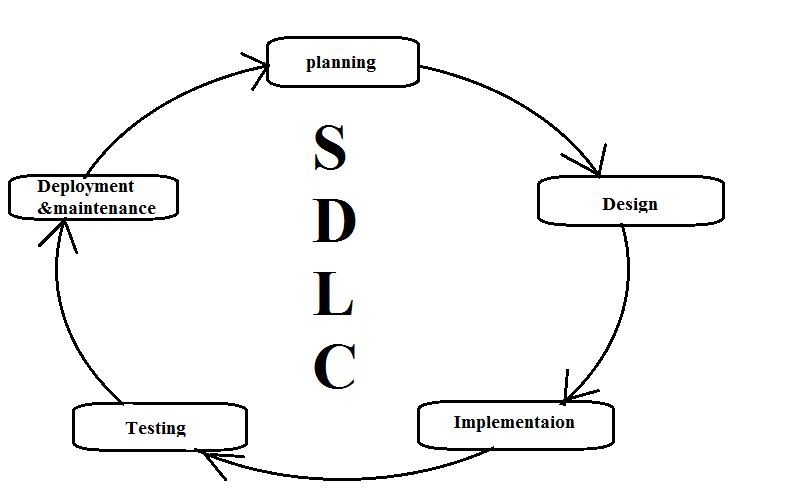 planning
S
D
L
C
Deployment
&maintenance
Design
Implementaion
Testing